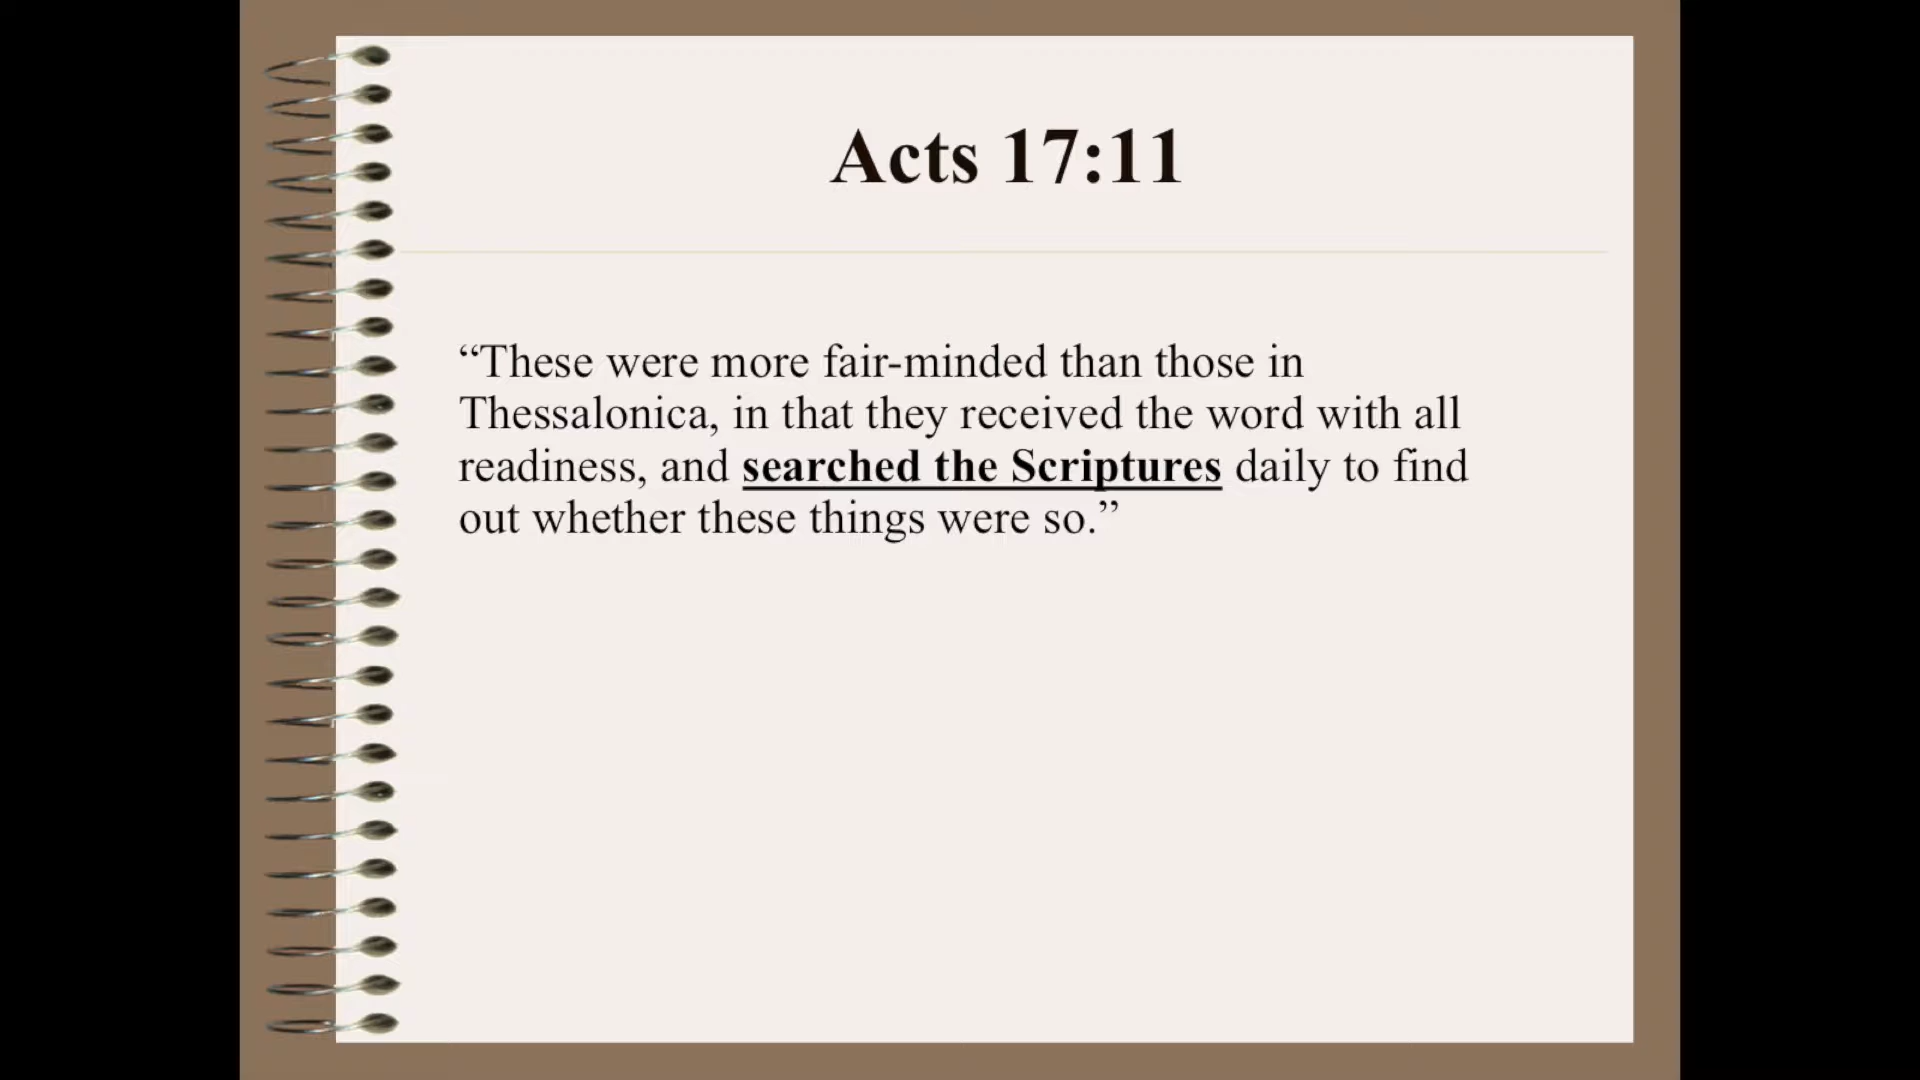 Acts 17:11
“These were more fair-minded than those in
Thessalonica, in that they received the word with all
readiness, and searched the Scriptures daily to find
out whether these things were so.”